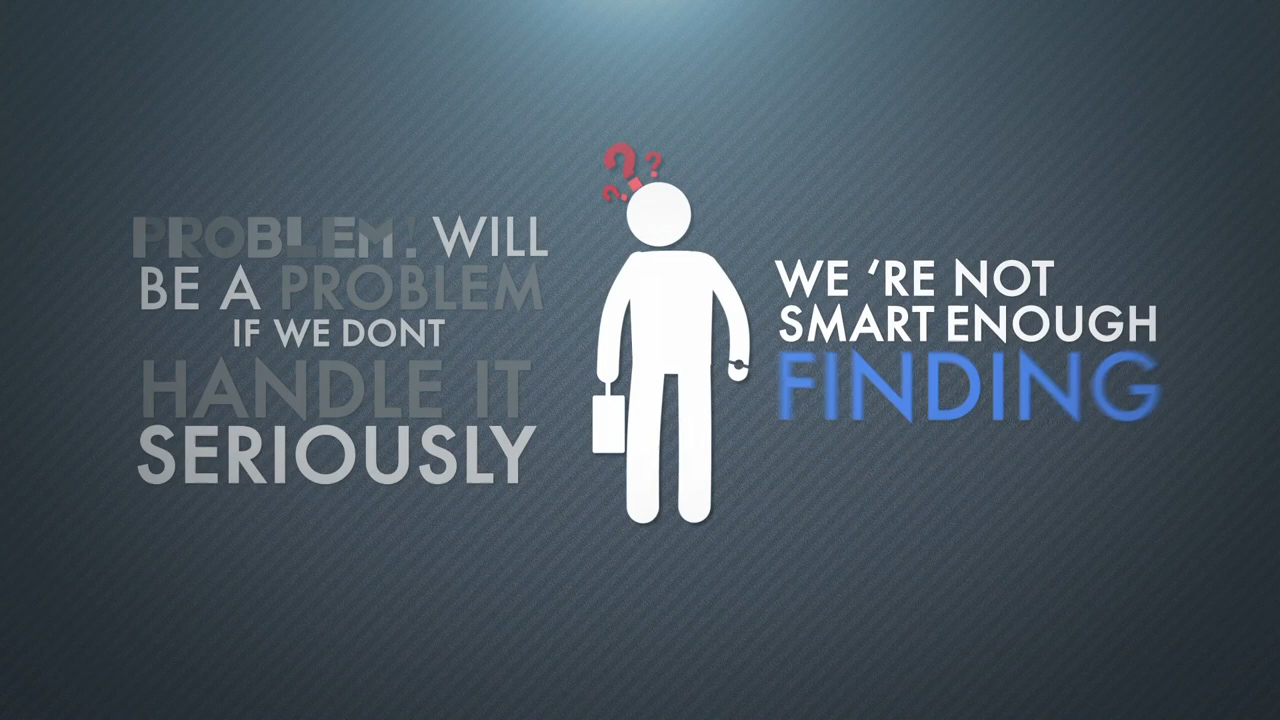 PROBLEM! WILL
BE A PROBLEM
IF WE DONT
HANDLE IT
SERIOUSLY
? ? ?
WE ‘RE NOT
SMART ENOUGH
FINDING